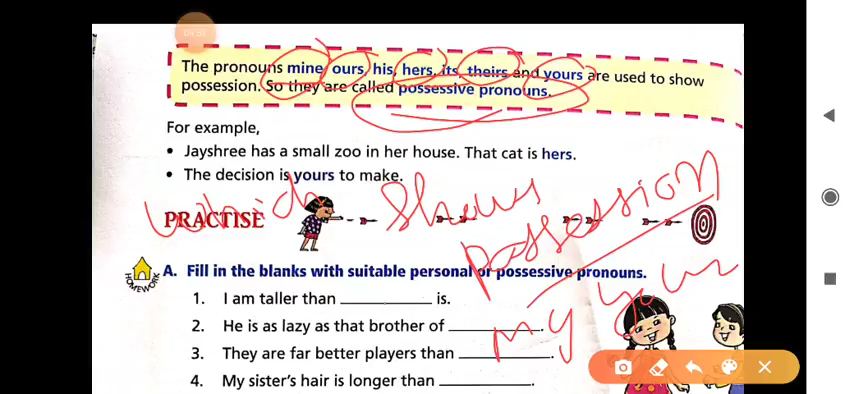 The pronouns mine, ours, his, hers, its, theirs and yours are used to show
possession. So they are called possessive pronouns.
For example,
• Jayshree has a small zoo in her house. That cat is hers.
• The decision is yours to make.
which shows
possession
PRACTISE
my your
HOMEWORK
A. Fill in the blanks with suitable personal or possessive pronouns.
1. I am taller than __________ is.
2. He is as lazy as that brother of __________.
3. They are far better players than __________.
4. My sister's hair is longer than __________.